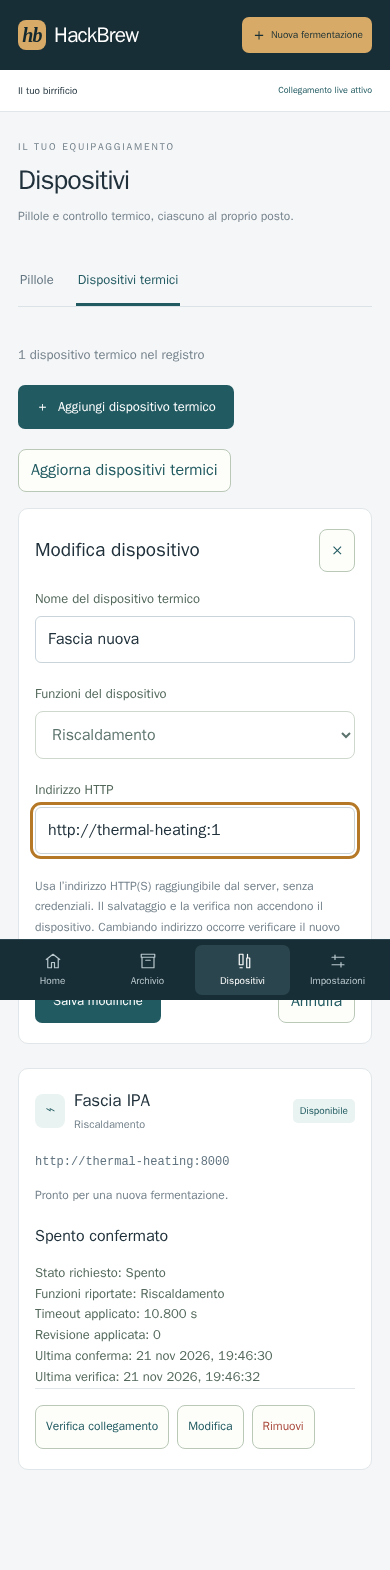 hb HackBrew
+ Nuova fermentazione
Il tuo birrificio
Collegamento live attivo
IL TUO EQUIPAGGIAMENTO
Dispositivi
Pillole e controllo termico, ciascuno al proprio posto.
Pillole
Dispositivi termici
1 dispositivo termico nel registro
+ Aggiungi dispositivo termico
Aggiorna dispositivi termici
Modifica dispositivo
×
Nome del dispositivo termico
Fascia nuova
Funzioni del dispositivo
Riscaldamento
Indirizzo HTTP
http://thermal-heating:1
Usa l'indirizzo HTTP(S) raggiungibile dal server, senza
credenziali. Il salvataggio e la verifica non accendono il
dispositivo. Cambiando indirizzo occorre verificare il nuovo
Home
Archivio
Dispositivi
Impostazioni
Salva modifiche
Annulla
Fascia IPA
Riscaldamento
Disponibile
http://thermal-heating:8000
Pronto per una nuova fermentazione.
Spento confermato
Stato richiesto: Spento
Funzioni riportate: Riscaldamento
Timeout applicato: 10.800 s
Revisione applicata: 0
Ultima conferma: 21 nov 2026, 19:46:30
Ultima verifica: 21 nov 2026, 19:46:32
Verifica collegamento
Modifica
Rimuovi